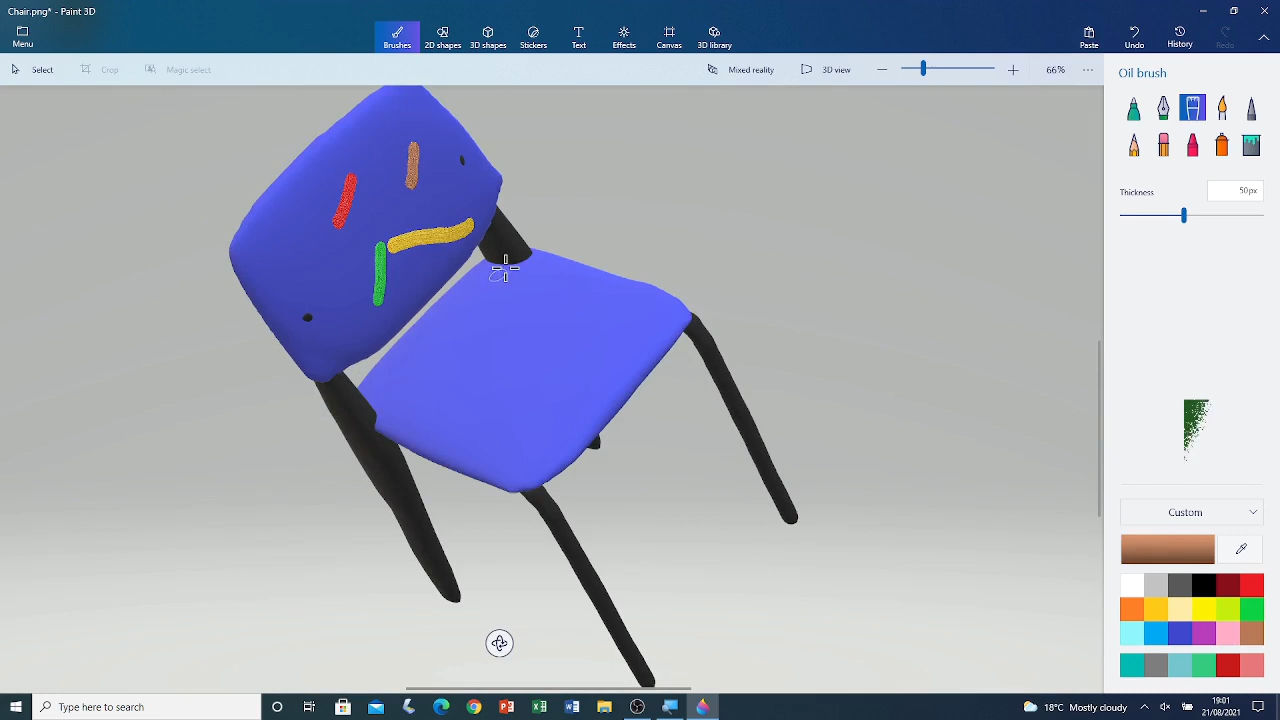 Chair.png* - Paint 3D
Menu
Brushes
2D shapes
3D shapes
Stickers
Text
Effects
Canvas
3D library
Paste
Undo
History
Redo
Select
Crop
Magic select
Mixed reality
3D view
66%
Oil brush
Thickness
50px
Custom
Type here to search
18°C Mostly cloudy
19:01
21/08/2021